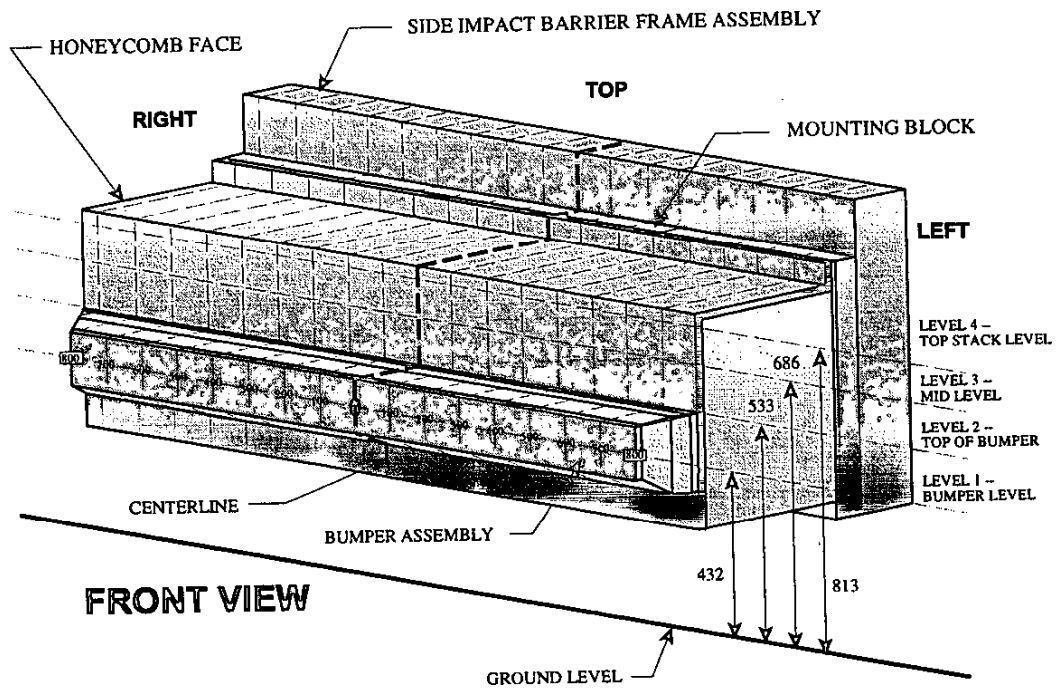 SIDE IMPACT BARRIER FRAME ASSEMBLY
HONEYCOMB FACE
TOP
RIGHT
MOUNTING BLOCK
LEFT
LEVEL 4 –
TOP STACK LEVEL
800
686
LEVEL 3 –
MID LEVEL
533
LEVEL 2 –
TOP OF BUMPER
800
LEVEL 1 –
BUMPER LEVEL
CENTERLINE
BUMPER ASSEMBLY
432
813
FRONT VIEW
GROUND LEVEL